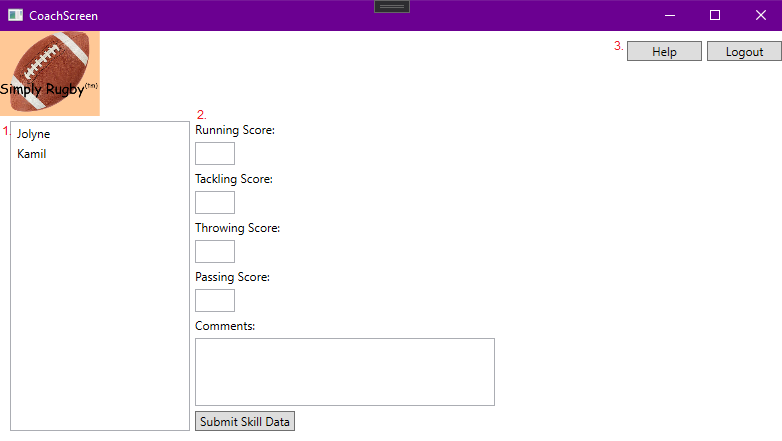 CoachScreen
3. Help Logout
Simply Rugby(tm)
2.
1. Jolyne
Kamil
Running Score:
Tackling Score:
Throwing Score:
Passing Score:
Comments:
Submit Skill Data